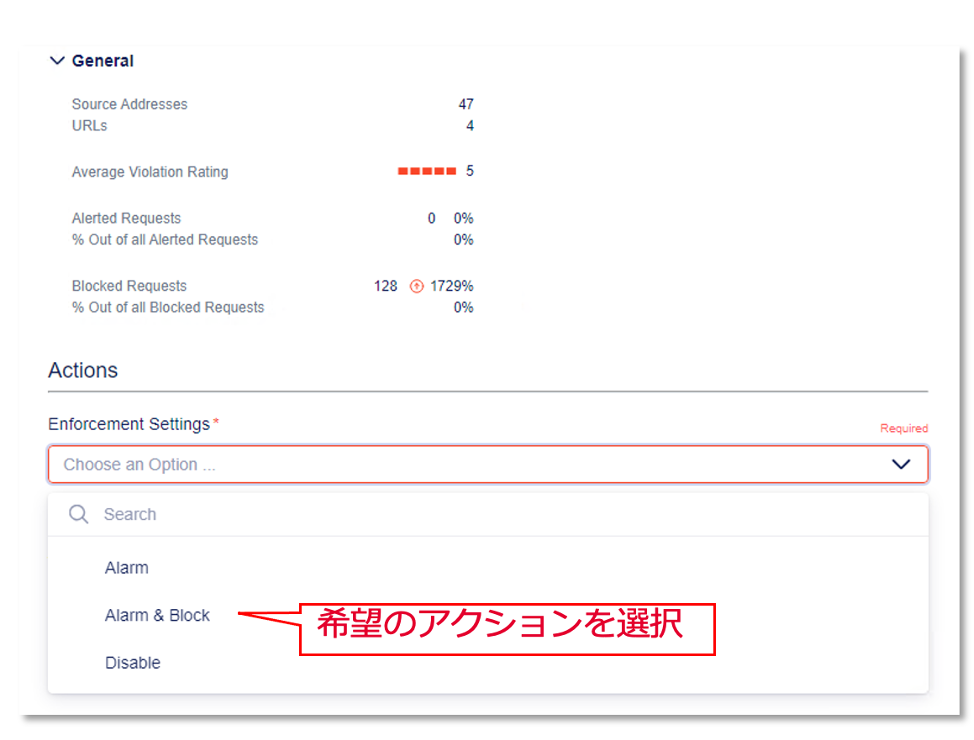 General
Source Addresses 47
URLs 4
Average Violation Rating 5
Alerted Requests 0 0%
% Out of all Alerted Requests 0%
Blocked Requests 128 1729%
% Out of all Blocked Requests 0%
Actions
Enforcement Settings*
Required
Choose an Option ...
Search
Alarm
Alarm & Block
希望のアクションを選択
Disable